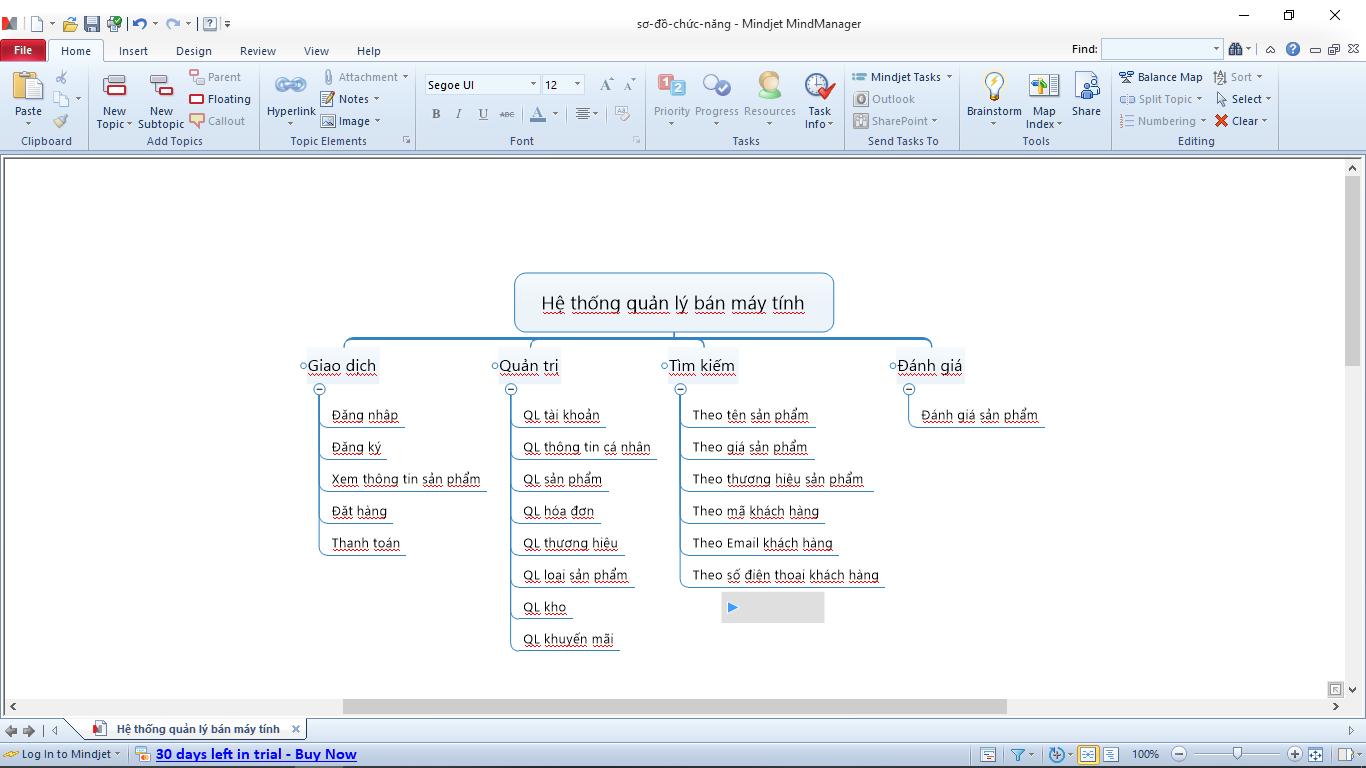 sơ-đồ-chức-năng - Mindjet MindManager
File Home Insert Design Review View Help Find:
Paste
Clipboard
New Topic
New Subtopic
Parent
Floating
Callout
Add Topics
Hyperlink
Attachment
Notes
Image
Topic Elements
Segoe UI 12
B I U ABC A
Font
Priority
Progress
Resources
Task Info
Tasks
Mindjet Tasks
Outlook
SharePoint
Send Tasks To
Brainstorm
Map Index
Share
Tools
Balance Map
Split Topic
Numbering
Sort
Select
Clear
Editing
Hệ thống quản lý bán máy tính
Giao dịch
Đăng nhập
Đăng ký
Xem thông tin sản phẩm
Đặt hàng
Thanh toán
Quản trị
QL tài khoản
QL thông tin cá nhân
QL sản phẩm
QL hóa đơn
QL thương hiệu
QL loại sản phẩm
QL kho
QL khuyến mãi
Tìm kiếm
Theo tên sản phẩm
Theo giá sản phẩm
Theo thương hiệu sản phẩm
Theo mã khách hàng
Theo Email khách hàng
Theo số điện thoại khách hàng
Đánh giá
Đánh giá sản phẩm
Hệ thống quản lý bán máy tính
Log In to Mindjet
30 days left in trial - Buy Now
100%